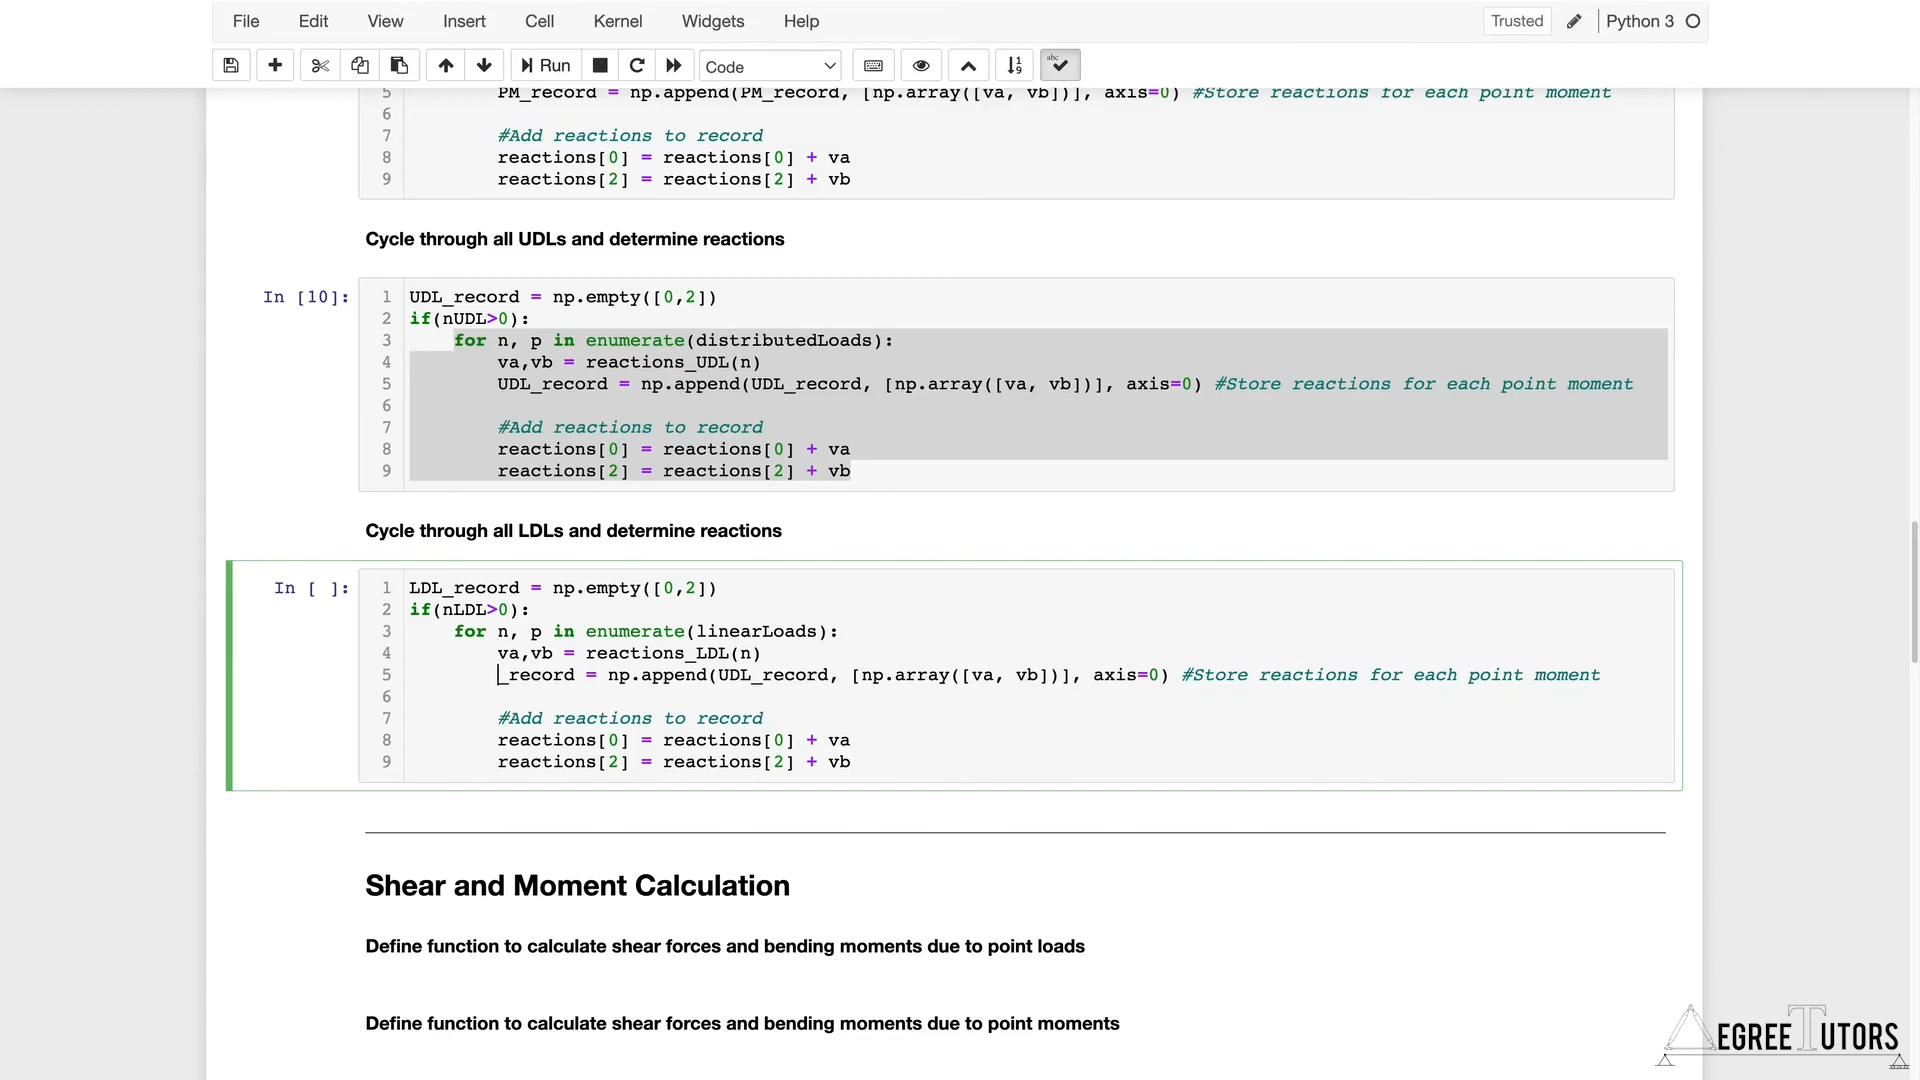 File Edit View Insert Cell Kernel Widgets Help Trusted Python 3
Run Code
5 PM_record = np.append(PM_record, [np.array([va, vb])], axis=0) #Store reactions for each point moment
6
7 #Add reactions to record
8 reactions[0] = reactions[0] + va
9 reactions[2] = reactions[2] + vb
Cycle through all UDLs and determine reactions
In [10]: 1 UDL_record = np.empty([0,2])
2 if(nUDL>0):
3 for n, p in enumerate(distributedLoads):
4 va,vb = reactions_UDL(n)
5 UDL_record = np.append(UDL_record, [np.array([va, vb])], axis=0) #Store reactions for each point moment
6
7 #Add reactions to record
8 reactions[0] = reactions[0] + va
9 reactions[2] = reactions[2] + vb
Cycle through all LDLs and determine reactions
In [ ]: 1 LDL_record = np.empty([0,2])
2 if(nLDL>0):
3 for n, p in enumerate(linearLoads):
4 va,vb = reactions_LDL(n)
5 _record = np.append(UDL_record, [np.array([va, vb])], axis=0) #Store reactions for each point moment
6
7 #Add reactions to record
8 reactions[0] = reactions[0] + va
9 reactions[2] = reactions[2] + vb
Shear and Moment Calculation
Define function to calculate shear forces and bending moments due to point loads
Define function to calculate shear forces and bending moments due to point moments
DEGREE TUTORS